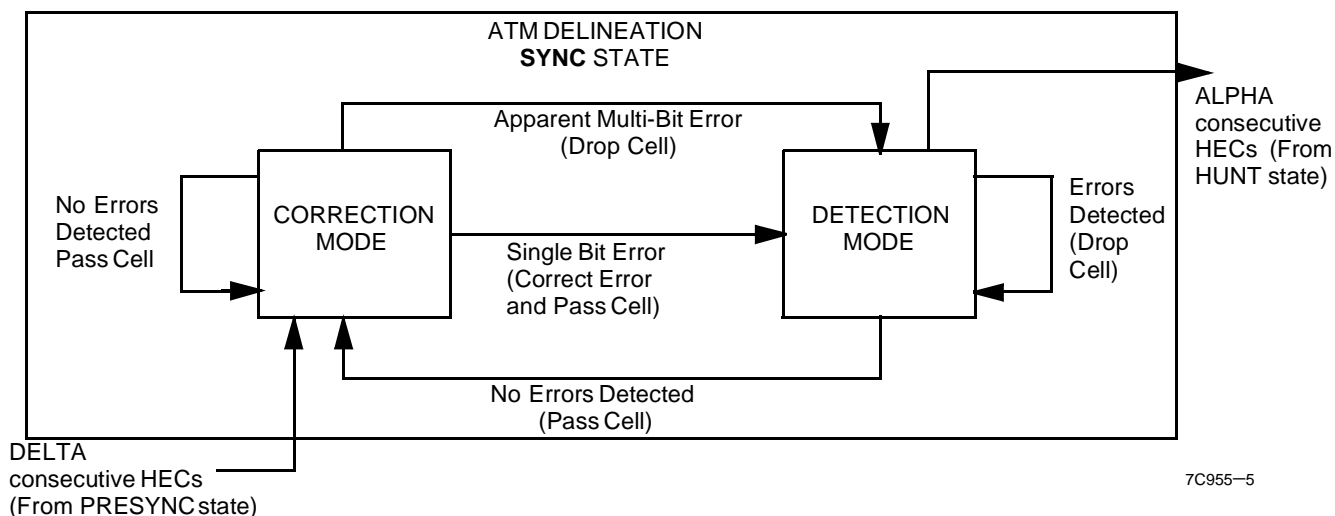 ATM DELINEATION
SYNC STATE
Apparent Multi-Bit Error
(Drop Cell)
ALPHA
consecutive
HECs (From
HUNT state)
No Errors
Detected
Pass Cell
CORRECTION
MODE
Single Bit Error
(Correct Error
and Pass Cell)
DETECTION
MODE
Errors
Detected
(Drop
Cell)
No Errors Detected
(Pass Cell)
DELTA
consecutive HECs
(From PRESYNC state)
7C955–5